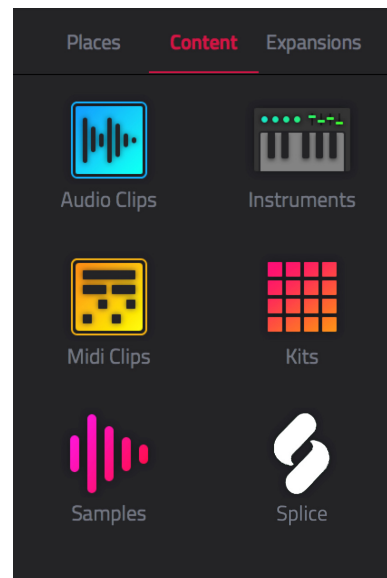 Places Content Expansions
Audio Clips Instruments
Midi Clips Kits
Samples Splice